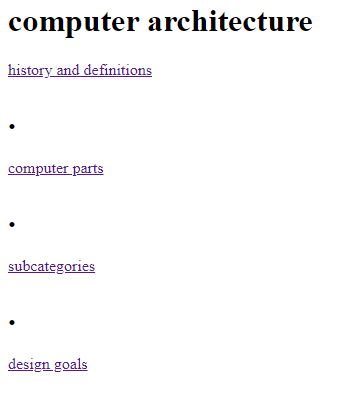 computer architecture
history and definitions
•
computer parts
•
subcategories
•
design goals